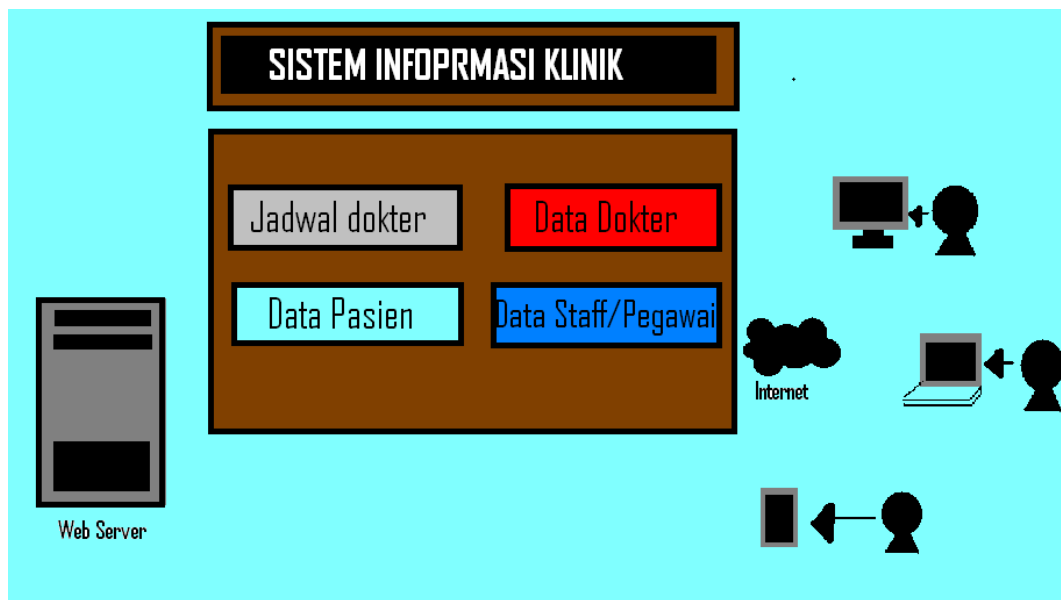 SISTEM INFOPRMASI KLINIK
Jadwal dokter
Data Dokter
Data Pasien
Data Staff/Pegawai
Internet
Web Server